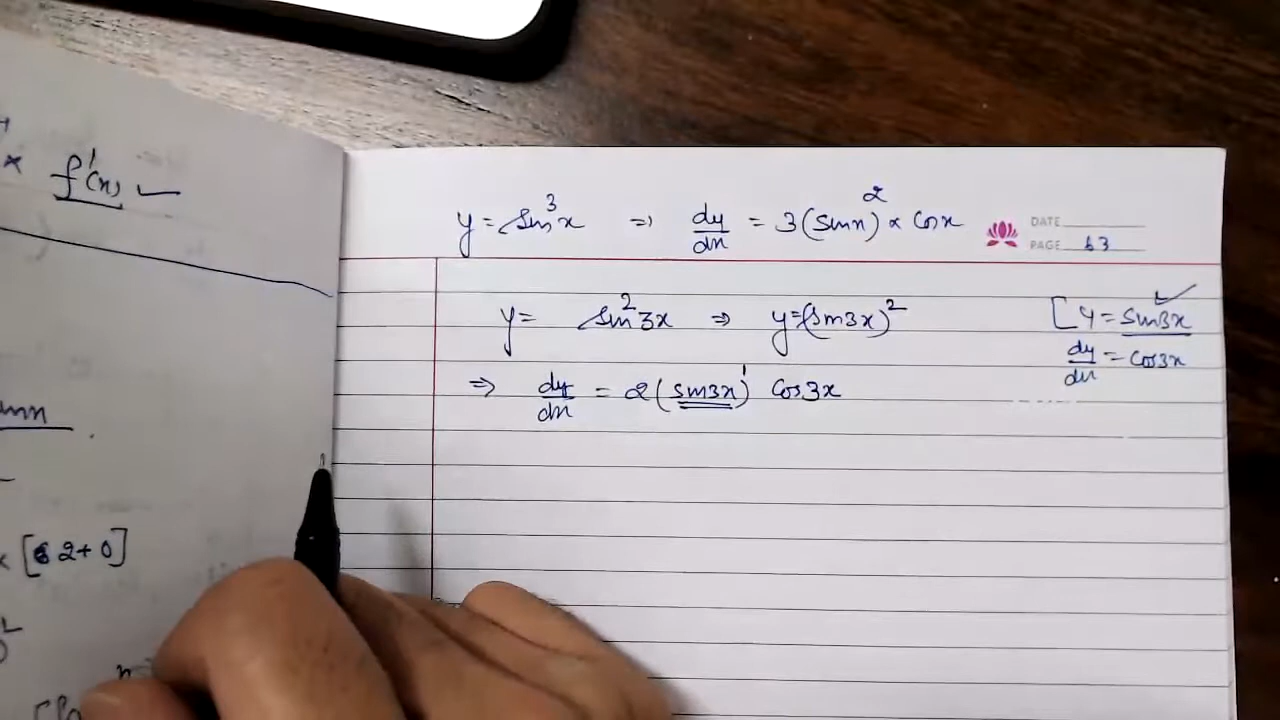 × f'(x)
[6 2+0]
y = sin³x ⇒ dy/dx = 3(sinx)² × cosx
DATE
PAGE 63
y = sin²3x ⇒ y=(sin3x)²
[ y = sin3x
dy/dx = cos3x
⇒ dy/dx = 2(sin3x)¹ cos3x